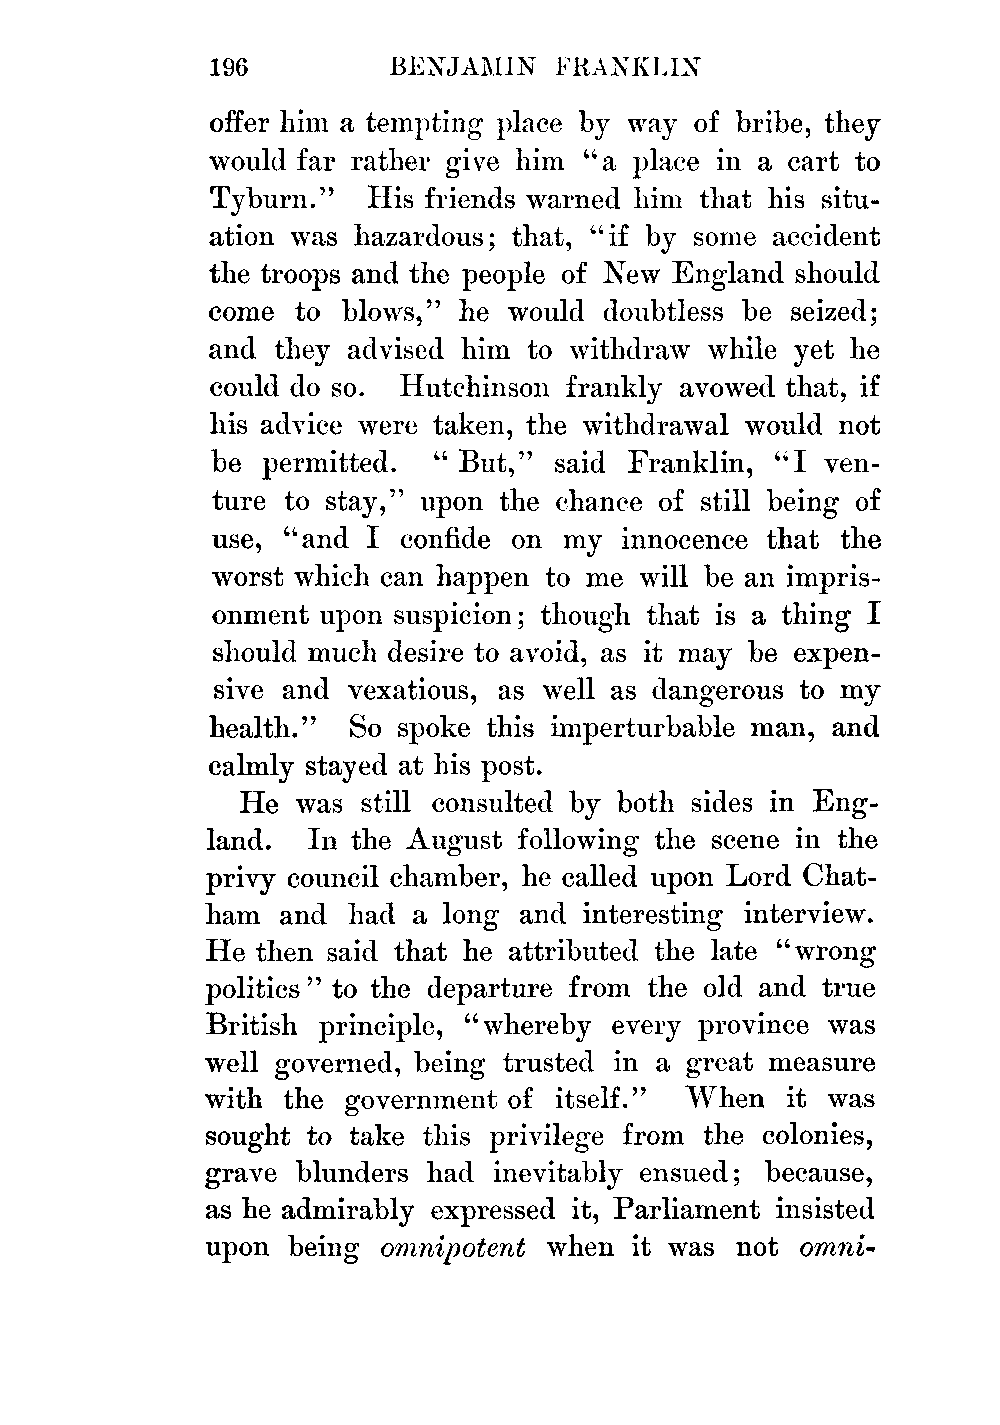 196 BENJAMIN FRANKLIN
offer him a tempting place by way of bribe, they
would far rather give him “a place in a cart to
Tyburn.” His friends warned him that his situ-
ation was hazardous; that, “if by some accident
the troops and the people of New England should
come to blows,” he would doubtless be seized;
and they advised him to withdraw while yet he
could do so. Hutchinson frankly avowed that, if
his advice were taken, the withdrawal would not
be permitted. “But,” said Franklin, “I ven-
ture to stay,” upon the chance of still being of
use, “and I confide on my innocence that the
worst which can happen to me will be an impris-
onment upon suspicion; though that is a thing I
should much desire to avoid, as it may be expen-
sive and vexatious, as well as dangerous to my
health.” So spoke this imperturbable man, and
calmly stayed at his post.
He was still consulted by both sides in Eng-
land. In the August following the scene in the
privy council chamber, he called upon Lord Chat-
ham and had a long and interesting interview.
He then said that he attributed the late “wrong
politics” to the departure from the old and true
British principle, “whereby every province was
well governed, being trusted in a great measure
with the government of itself.” When it was
sought to take this privilege from the colonies,
grave blunders had inevitably ensued; because,
as he admirably expressed it, Parliament insisted
upon being omnipotent when it was not omni-